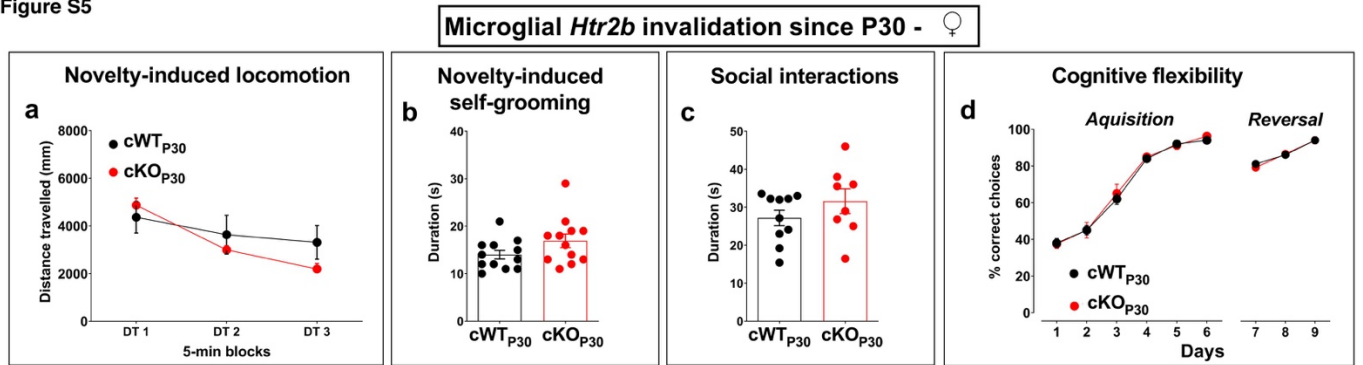 Figure S5
Microglial Htr2b invalidation since P30 - ♀
Novelty-induced locomotion
a
8000
6000
4000
2000
0
Distance travelled (mm)
cWTP30
cKOP30
DT 1 DT 2 DT 3
5-min blocks
Novelty-induced
self-grooming
b
40
30
20
10
0
Duration (s)
cWTP30 cKOP30
Social interactions
c
50
40
30
20
10
0
Duration (s)
cWTP30 cKOP30
Cognitive flexibility
d
Aquisition Reversal
100
80
60
40
20
0
% correct choices
cWTP30
cKOP30
1 2 3 4 5 6 7 8 9
Days